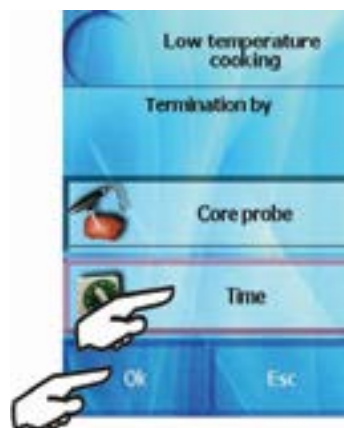 Low temperature
cooking
Termination by
Core probe
Time
Ok
Esc